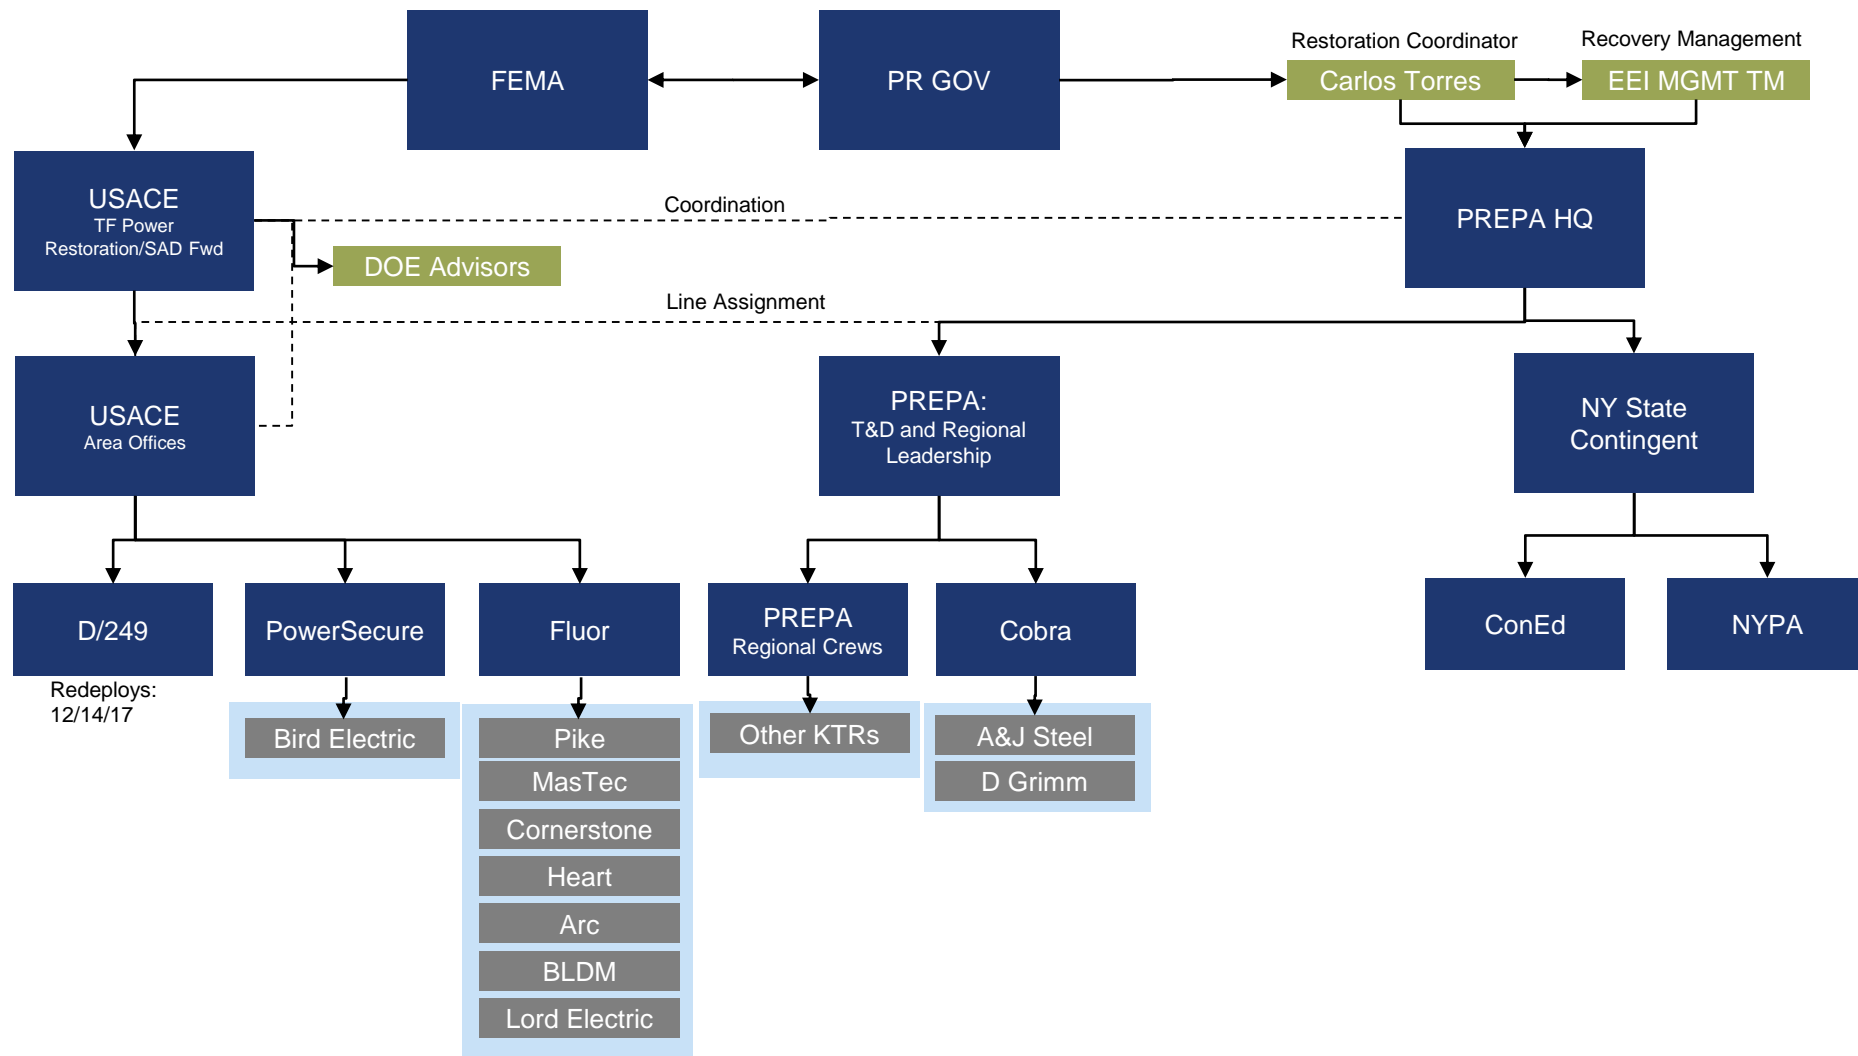 FEMA
PR GOV
Restoration Coordinator
Carlos Torres
Recovery Management
EEI MGMT TM
USACE
TF Power
Restoration/SAD Fwd
Coordination
PREPA HQ
DOE Advisors
Line Assignment
USACE
Area Offices
PREPA:
T&D and Regional
Leadership
NY State
Contingent
D/249
PowerSecure
Fluor
PREPA
Regional Crews
Cobra
ConEd
NYPA
Redeploys:
12/14/17
Bird Electric
Pike
MasTec
Cornerstone
Heart
Arc
BLDM
Lord Electric
Other KTRs
A&J Steel
D Grimm